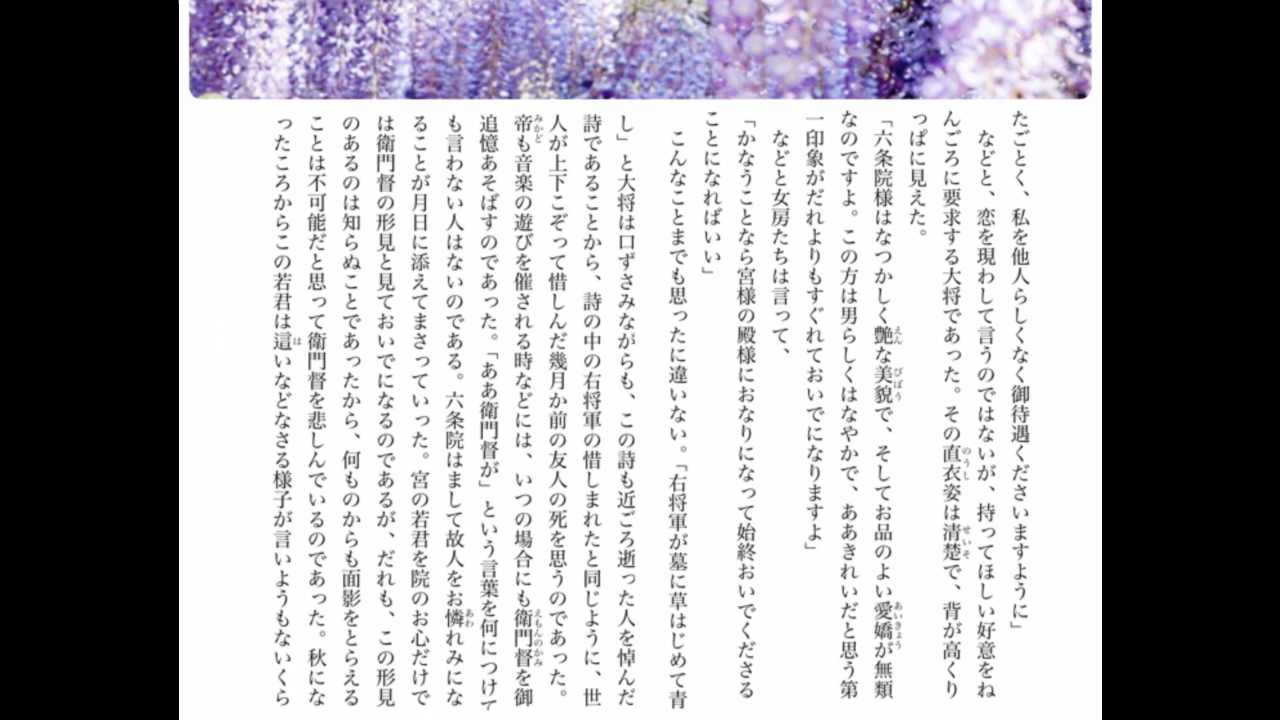 たごとく、私を他人らしくなく御待遇くださいますように」
などと、恋を現わして言うのではないが、持ってほしい好意をね
んごろに要求する大将であった。その直衣姿は清楚で、背が高くり
っぱに見えた。
「六条院様はなつかしく艶な美貌で、そしてお品のよい愛嬌が無類
なのですよ。この方は男らしくはなやかで、ああきれいだと思う第
一印象がだれよりもすぐれておいでになりますよ」
などと女房たちは言って、
「かなうことなら宮様の殿様におなりになって始終おいでくださる
ことになればいい」
こんなことまでも思ったに違いない。「右将軍が墓に草はじめて青
し」と大将は口ずさみながらも、この詩も近ごろ逝った人を悼んだ
詩であることから、詩の中の右将軍の惜しまれたと同じように、世
人が上下こぞって惜しんだ幾月か前の友人の死を思うのであった。
帝も音楽の遊びを催される時などには、いつの場合にも衛門督を御
追憶あそばすのであった。「ああ衛門督が」という言葉を何につけて
も言わない人はないのである。六条院はまして故人をお憐れみにな
ることが月日に添えてまさっていった。宮の若君を院のお心だけで
は衛門督の形見と見ておいでになるのであるが、だれも、この形見
のあるのは知らぬことであったから、何ものからも面影をとらえる
ことは不可能だと思って衛門督を悲しんでいるのであった。秋にな
ったころからこの若君は這いなどなさる様子が言いようもないくら